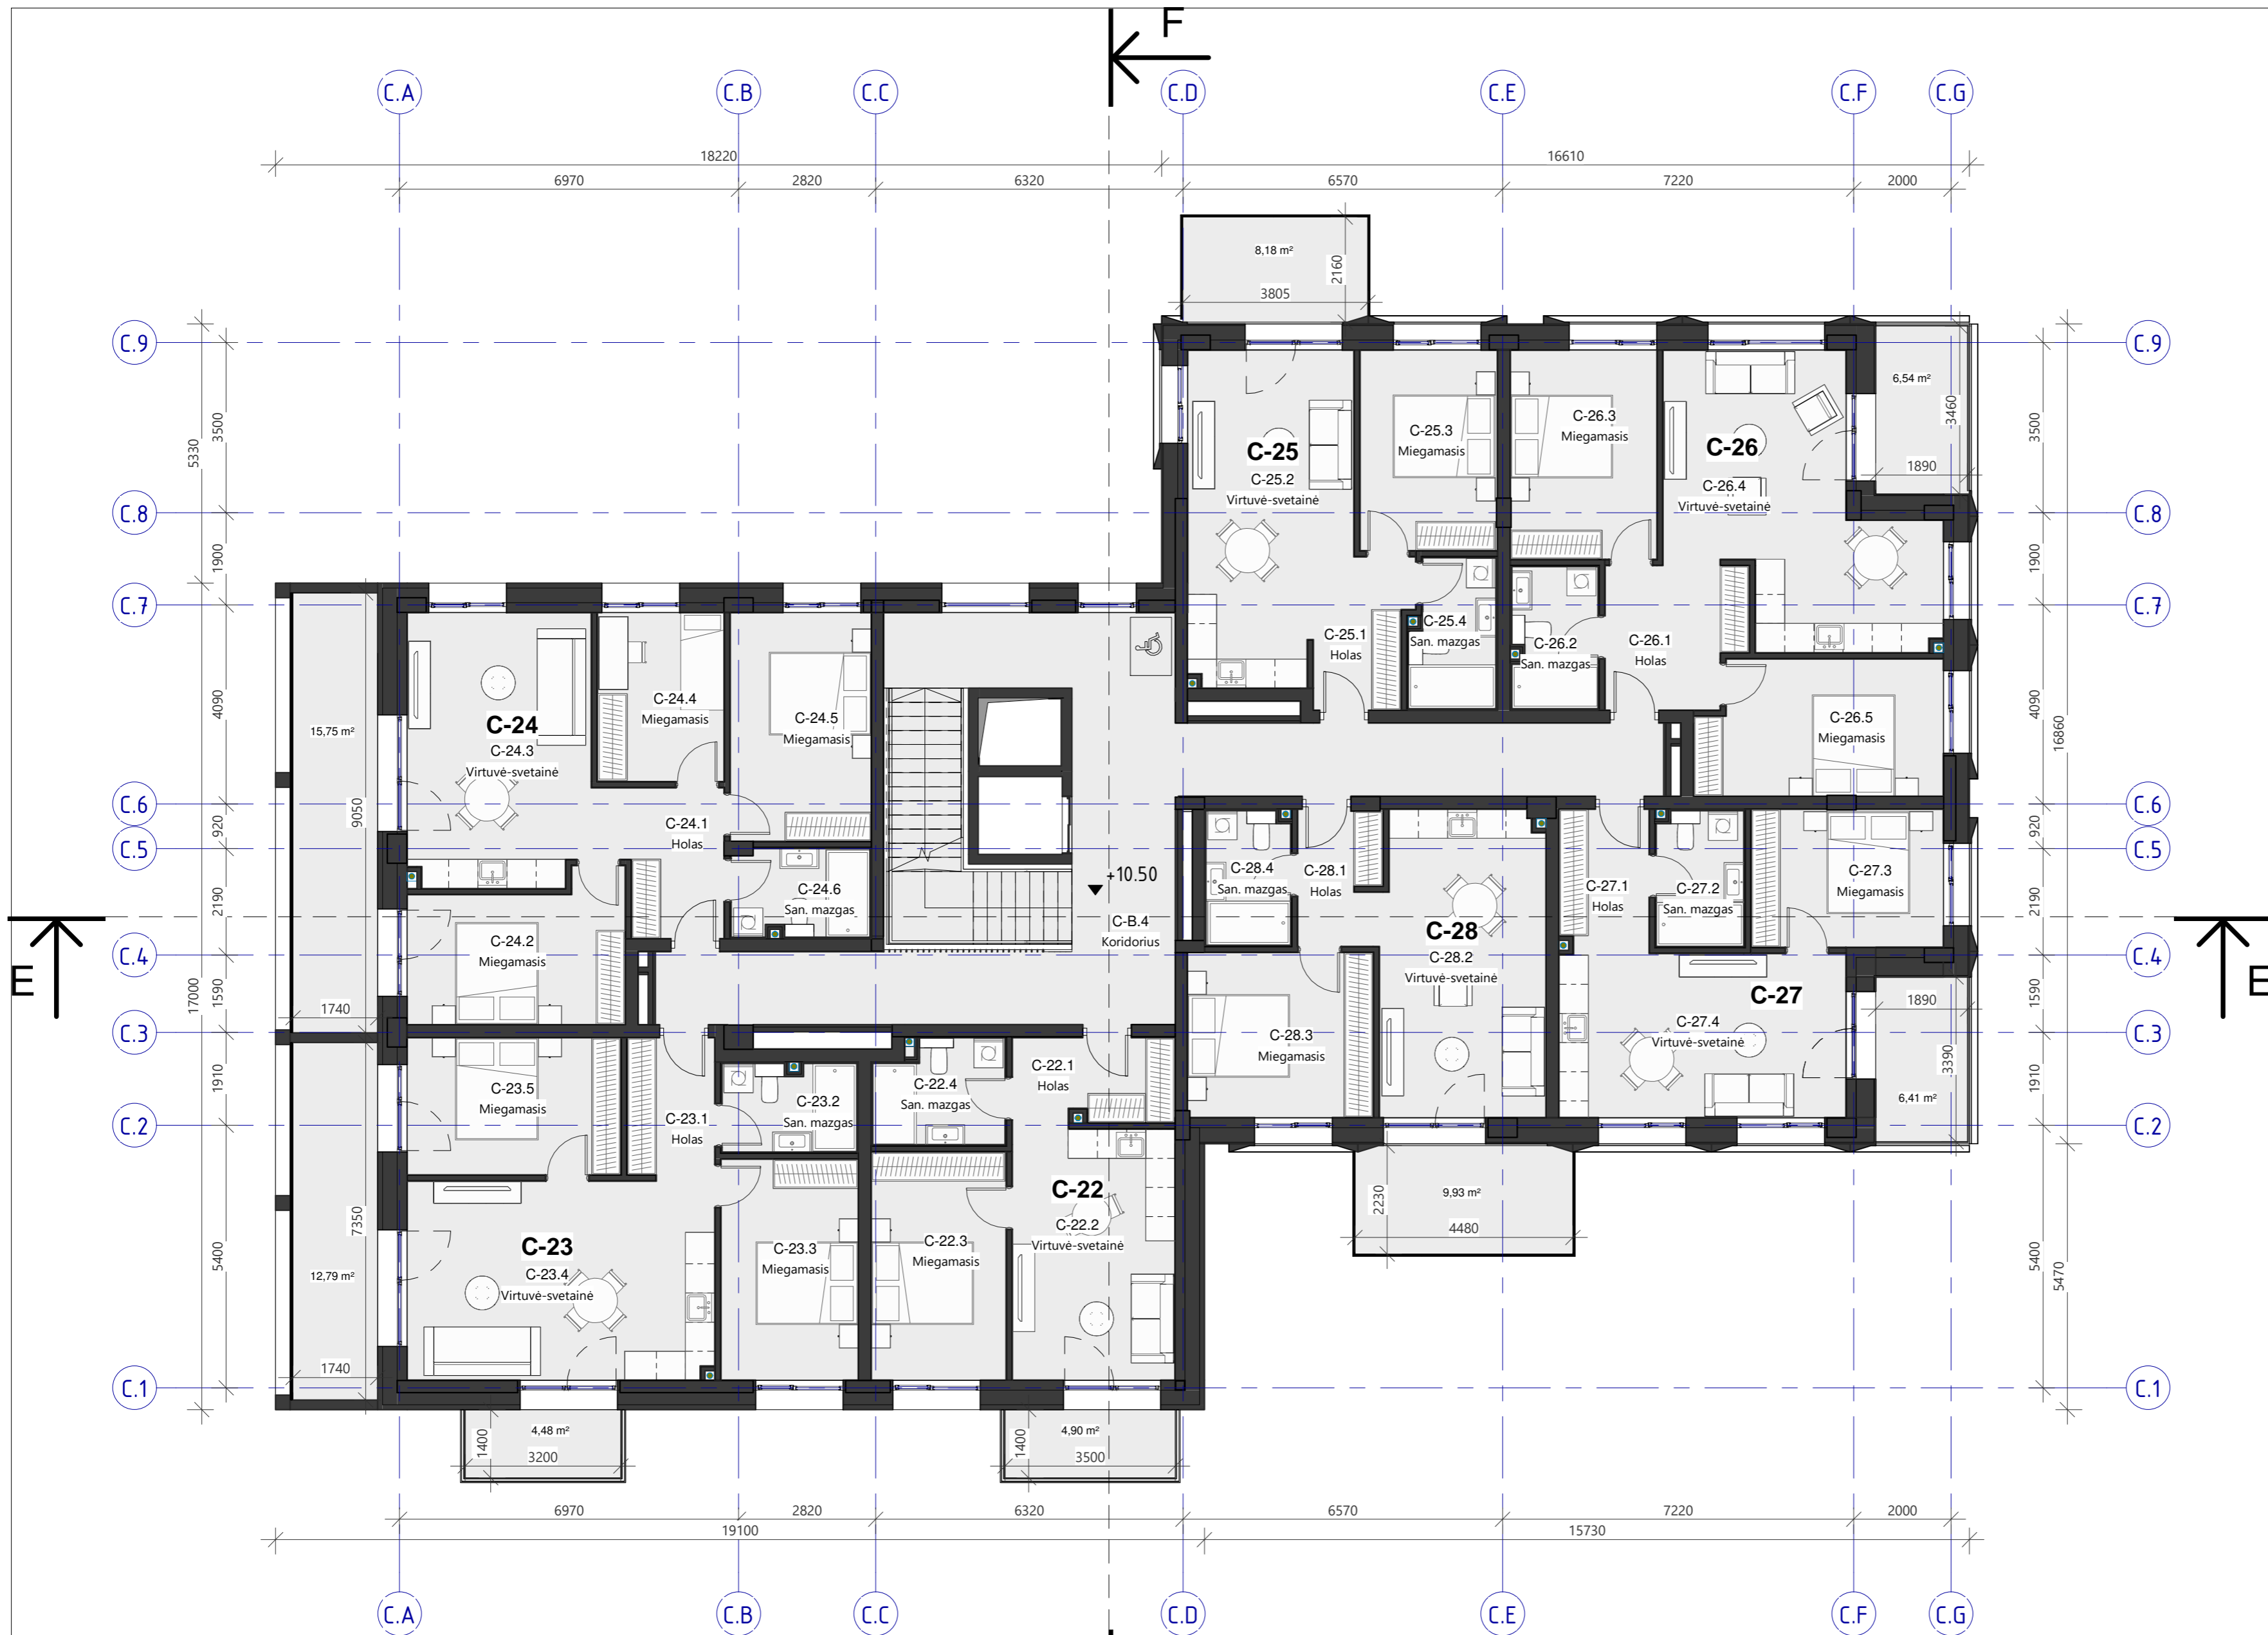 F
C.A
C.B
C.C
C.D
C.E
C.F
C.G
18220
16610
6970
2820
6320
6570
7220
2000
8,18 m²
2160
3805
C.9
C.9
6,54 m²
3460
1890
3500
5330
3500
C-25
C-25.2
Virtuvė-svetainė
C-25.3
Miegamasis
C-26.3
Miegamasis
C-26
C-26.4
Virtuvė-svetainė
C.8
C.8
1900
1900
C.7
C.7
C-25.1
Holas
C-25.4
San. mazgas
C-26.2
San. mazgas
C-26.1
Holas
4090
4090
16860
15,75 m²
C-24
C-24.3
Virtuvė-svetainė
C-24.4
Miegamasis
C-24.5
Miegamasis
C-26.5
Miegamasis
9050
C.6
C.6
920
920
C-24.1
Holas
C.5
C.5
C-24.6
San. mazgas
+10.50
C-28.4
San. mazgas
C-28.1
Holas
C-27.1
Holas
C-27.2
San. mazgas
C-27.3
Miegamasis
2190
2190
C-B.4
Koridorius
C-28
C-28.2
Virtuvė-svetainė
C-24.2
Miegamasis
E
E
C.4
C.4
17000
1590
1590
1740
C-27
C-27.4
Virtuvė-svetainė
1890
3390
6,41 m²
C.3
C.3
C-28.3
Miegamasis
1910
1910
C-23.5
Miegamasis
C-23.1
Holas
C-23.2
San. mazgas
C-22.4
San. mazgas
C-22.1
Holas
C.2
C.2
C-22
C-22.2
Virtuvė-svetainė
2230
9,93 m²
4480
7350
5400
5400
5470
12,79 m²
C-23
C-23.4
Virtuvė-svetainė
C-23.3
Miegamasis
C-22.3
Miegamasis
1740
C.1
C.1
1400
4,48 m²
3200
1400
4,90 m²
3500
6970
2820
6320
6570
7220
2000
19100
15730
C.A
C.B
C.C
C.D
C.E
C.F
C.G